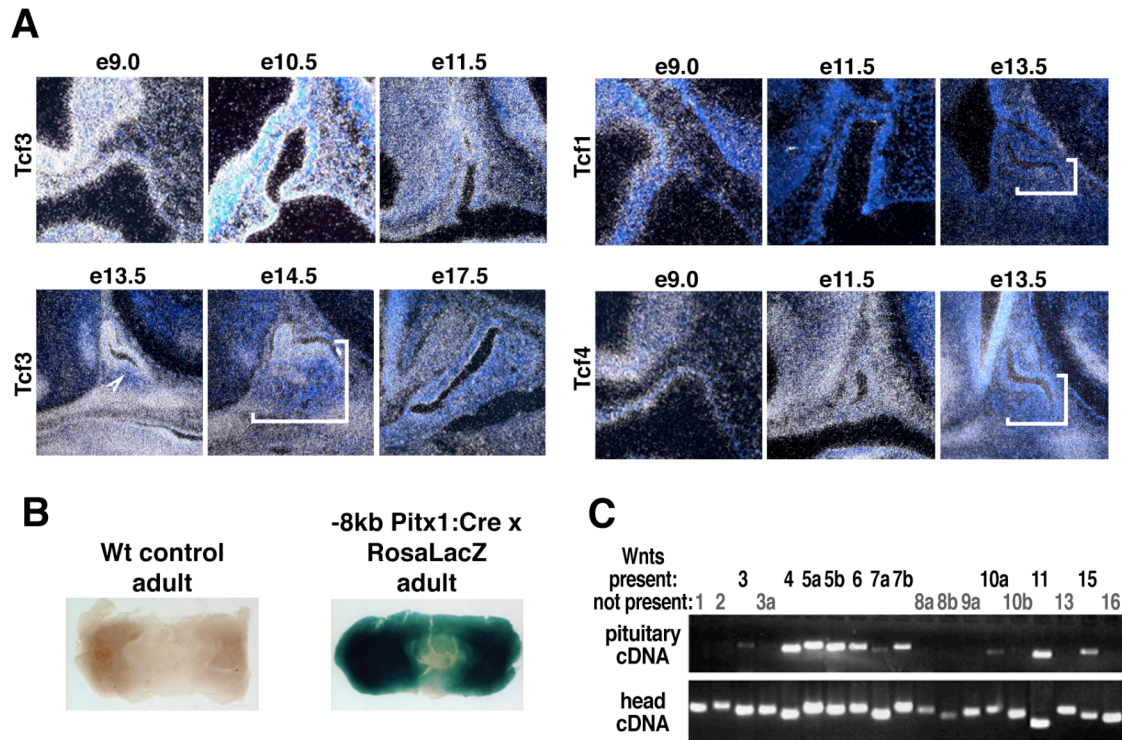 A
e9.0 e10.5 e11.5
Tcf3
e9.0 e11.5 e13.5
Tcf1
e13.5 e14.5 e17.5
Tcf3
e9.0 e11.5 e13.5
Tcf4
B
Wt control
adult
-8kb Pitx1:Cre x
RosaLacZ
adult
C
Wnts
present: 3 4 5a 5b 6 7a 7b 10a 11 15
not present: 1 2 3a 8a 8b 9a 10b 13 16
pituitary
cDNA
head
cDNA